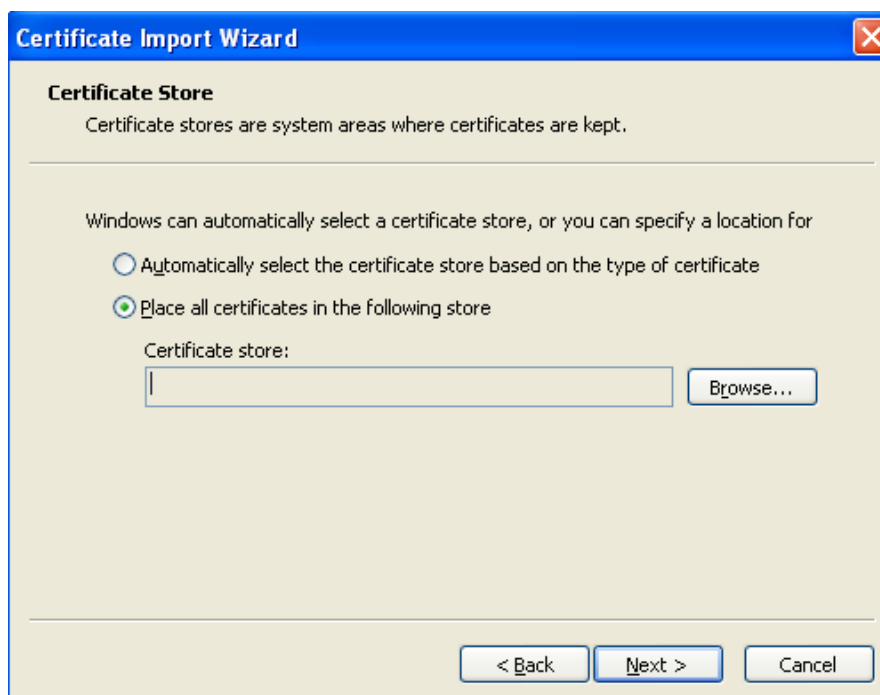 Certificate Import Wizard
Certificate Store
Certificate stores are system areas where certificates are kept.
Windows can automatically select a certificate store, or you can specify a location for
Automatically select the certificate store based on the type of certificate
Place all certificates in the following store
Certificate store:
Browse...
< Back
Next >
Cancel